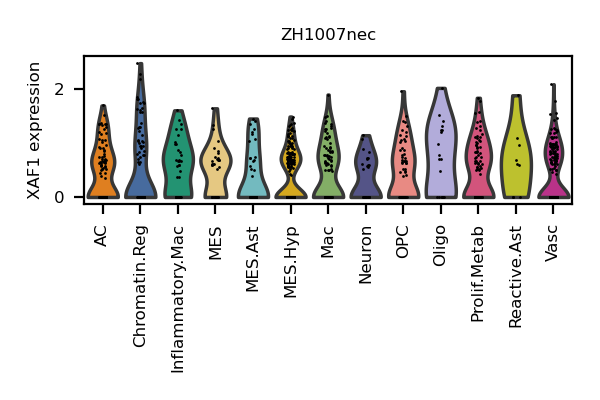 ZH1007nec
XAF1 expression
2
0
AC
Chromatin.Reg
Inflammatory.Mac
MES
MES.Ast
MES.Hyp
Mac
Neuron
OPC
Oligo
Prolif.Metab
Reactive.Ast
Vasc